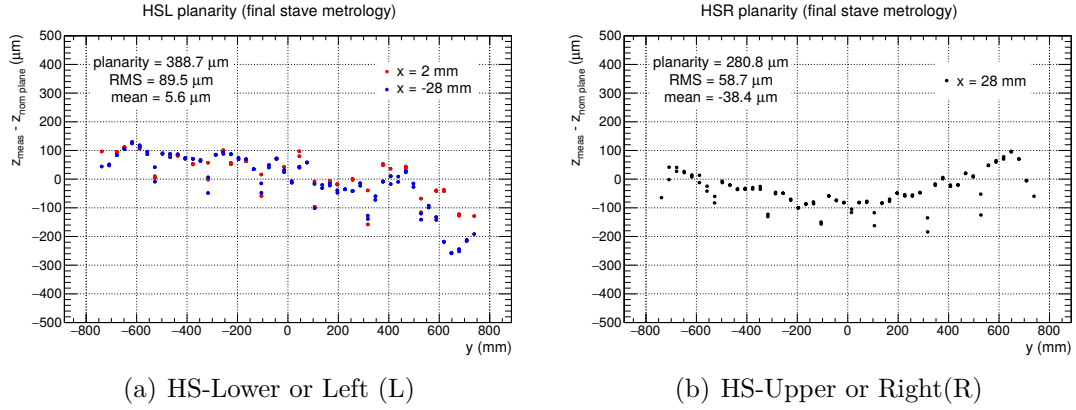 HSL planarity (final stave metrology)
z_meas - z_nom plane (μm)
500
400
300
200
100
0
−100
−200
−300
−400
−500
planarity = 388.7 μm
RMS = 89.5 μm
mean = 5.6 μm
x = 2 mm
x = -28 mm
−800 −600 −400 −200 0 200 400 600 800
y (mm)
(a) HS-Lower or Left (L)
HSR planarity (final stave metrology)
z_meas - z_nom plane (μm)
500
400
300
200
100
0
−100
−200
−300
−400
−500
planarity = 280.8 μm
RMS = 58.7 μm
mean = -38.4 μm
x = 28 mm
−800 −600 −400 −200 0 200 400 600 800
y (mm)
(b) HS-Upper or Right(R)